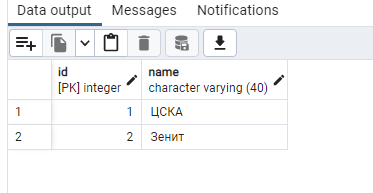 Data output Messages Notifications
id name
[PK] integer character varying (40)
1 1 ЦСКА
2 2 Зенит